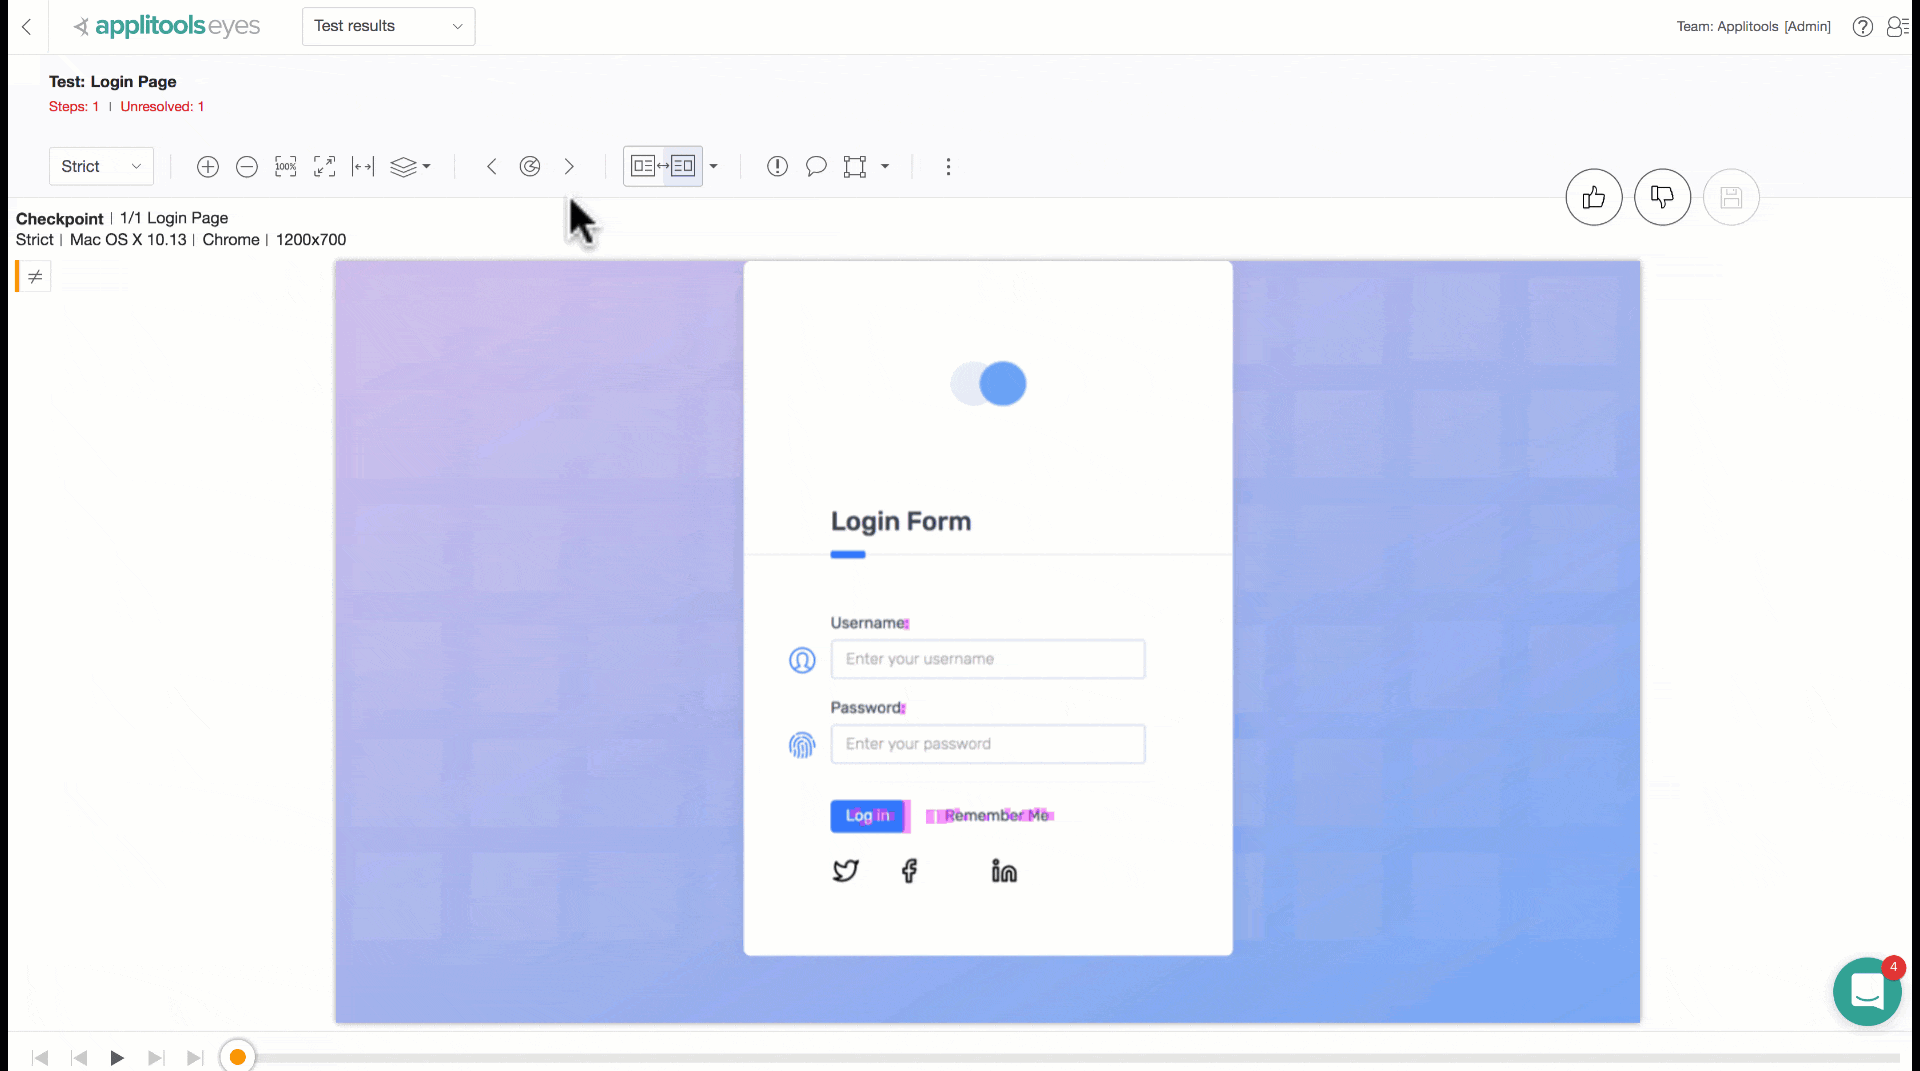 applitools eyes
Test results
Team: Applitools [Admin]
Test: Login Page
Steps: 1 | Unresolved: 1
Strict
100%
Checkpoint | 1/1 Login Page
Strict | Mac OS X 10.13 | Chrome | 1200x700
≠
Login Form
Username:
Enter your username
Password:
Enter your password
Log in
Remember Me
4